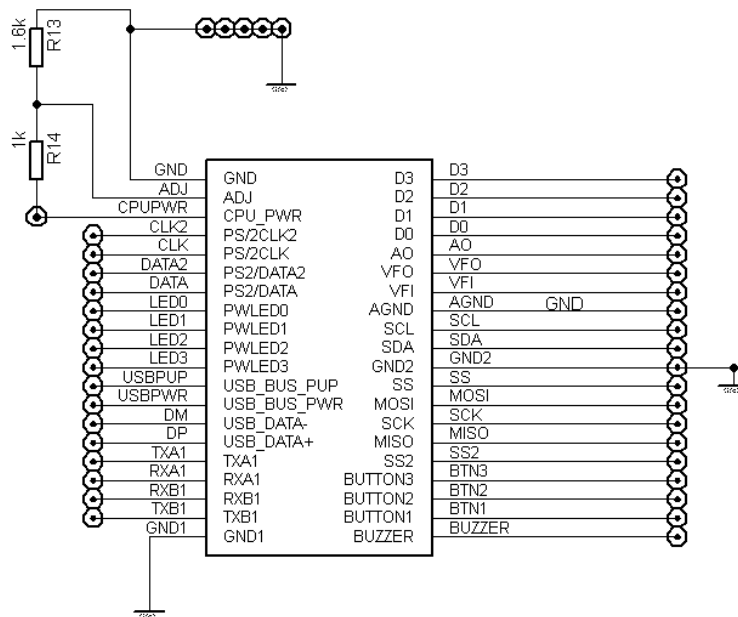 1.6k
R13
1k
R14
GND
ADJ
CPUPWR
CLK2
CLK
DATA2
DATA
LED0
LED1
LED2
LED3
USBPUP
USBPWR
DM
DP
TXA1
RXA1
RXB1
TXB1
GND1
GND
ADJ
CPU_PWR
PS/2CLK2
PS/2CLK
PS2/DATA2
PS2/DATA
PWLED0
PWLED1
PWLED2
PWLED3
USB_BUS_PUP
USB_BUS_PWR
USB_DATA-
USB_DATA+
TXA1
RXA1
RXB1
TXB1
GND1
D3
D2
D1
D0
AO
VFO
VFI
AGND
SCL
SDA
GND2
SS
MOSI
SCK
MISO
SS2
BUTTON3
BUTTON2
BUTTON1
BUZZER
D3
D2
D1
D0
AO
VFO
VFI
AGND GND
SCL
SDA
GND2
SS
MOSI
SCK
MISO
SS2
BTN3
BTN2
BTN1
BUZZER